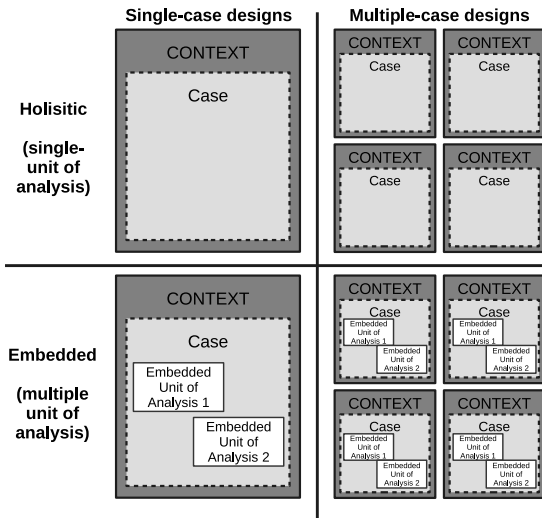 Single-case designs
Multiple-case designs
Holisitic
(single-
unit of
analysis)
CONTEXT
Case
CONTEXT
Case
CONTEXT
Case
CONTEXT
Case
CONTEXT
Case
Embedded
(multiple
unit of
analysis)
CONTEXT
Case
Embedded
Unit of
Analysis 1
Embedded
Unit of
Analysis 2
CONTEXT
Case
Embedded
Unit of
Analysis 1
Embedded
Unit of
Analysis 2
CONTEXT
Case
Embedded
Unit of
Analysis 1
Embedded
Unit of
Analysis 2
CONTEXT
Case
Embedded
Unit of
Analysis 1
Embedded
Unit of
Analysis 2
CONTEXT
Case
Embedded
Unit of
Analysis 1
Embedded
Unit of
Analysis 2